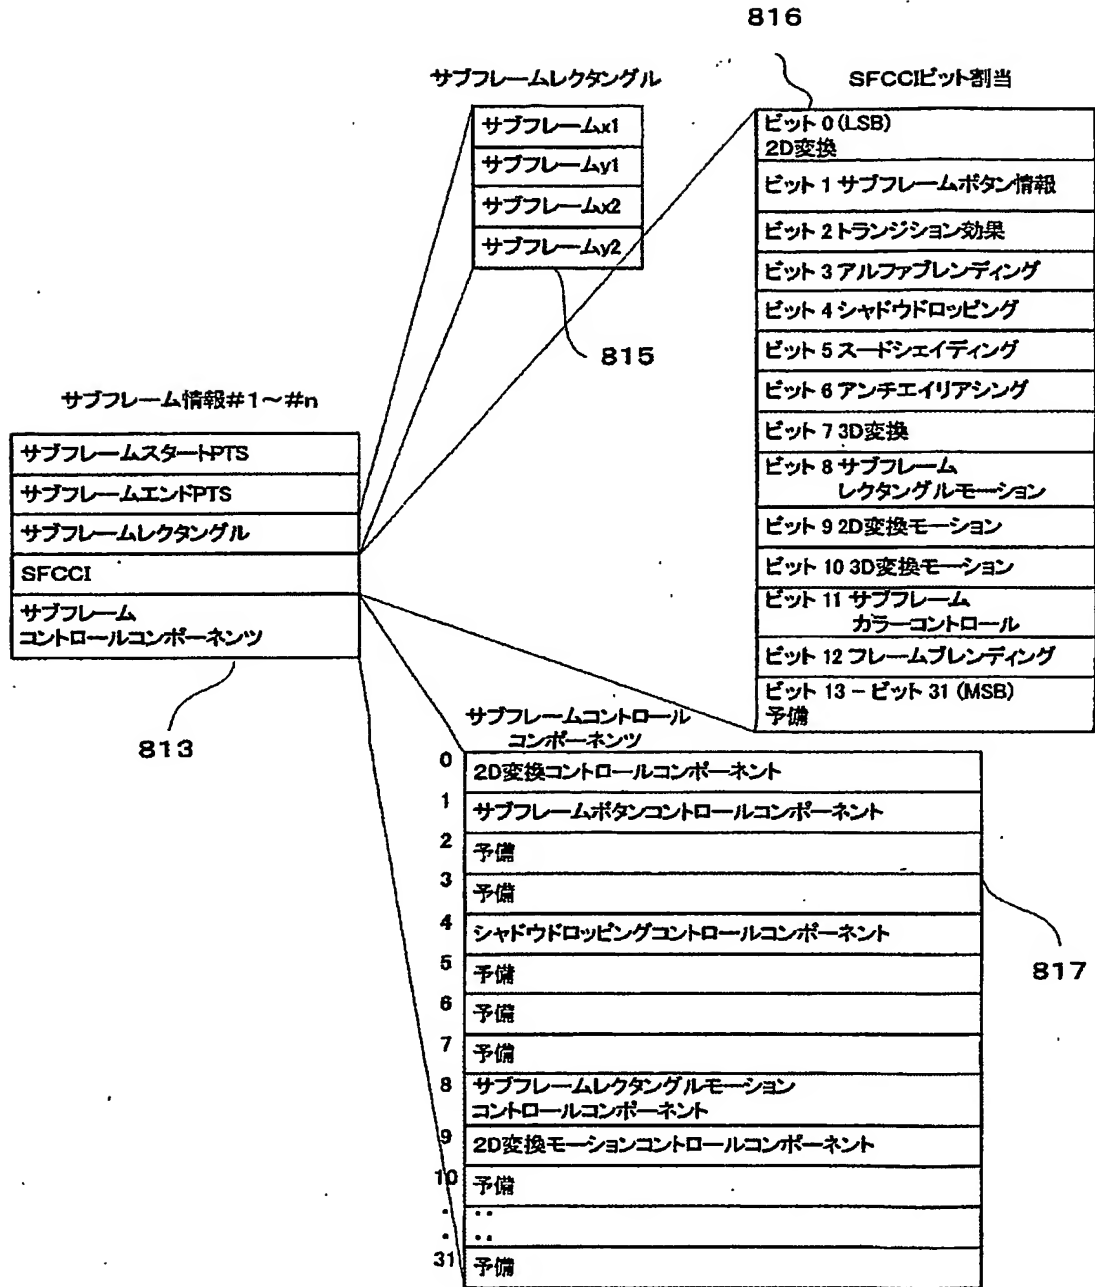 816
サブフレームレクタングル
サブフレームx1
サブフレームy1
サブフレームx2
サブフレームy2
815
SFCCIビット割当
ビット 0 (LSB)
2D変換
ビット 1 サブフレームボタン情報
ビット 2 トランジション効果
ビット 3 アルファブレンディング
ビット 4 シャドウドロッピング
ビット 5 スードシェイディング
ビット 6 アンチエイリアシング
ビット 7 3D変換
ビット 8 サブフレーム
レクタングルモーション
ビット 9 2D変換モーション
ビット 10 3D変換モーション
ビット 11 サブフレーム
カラーコントロール
ビット 12 フレームブレンディング
ビット 13 − ビット 31 (MSB)
予備
サブフレーム情報#1～#n
サブフレームスタートPTS
サブフレームエンドPTS
サブフレームレクタングル
SFCCI
サブフレーム
コントロールコンポーネンツ
813
サブフレームコントロール
コンポーネンツ
0 2D変換コントロールコンポーネント
1 サブフレームボタンコントロールコンポーネント
2 予備
3 予備
4 シャドウドロッピングコントロールコンポーネント
5 予備
6 予備
7 予備
8 サブフレームレクタングルモーション
コントロールコンポーネント
9 2D変換モーションコントロールコンポーネント
10 予備
: : :
31 予備
817